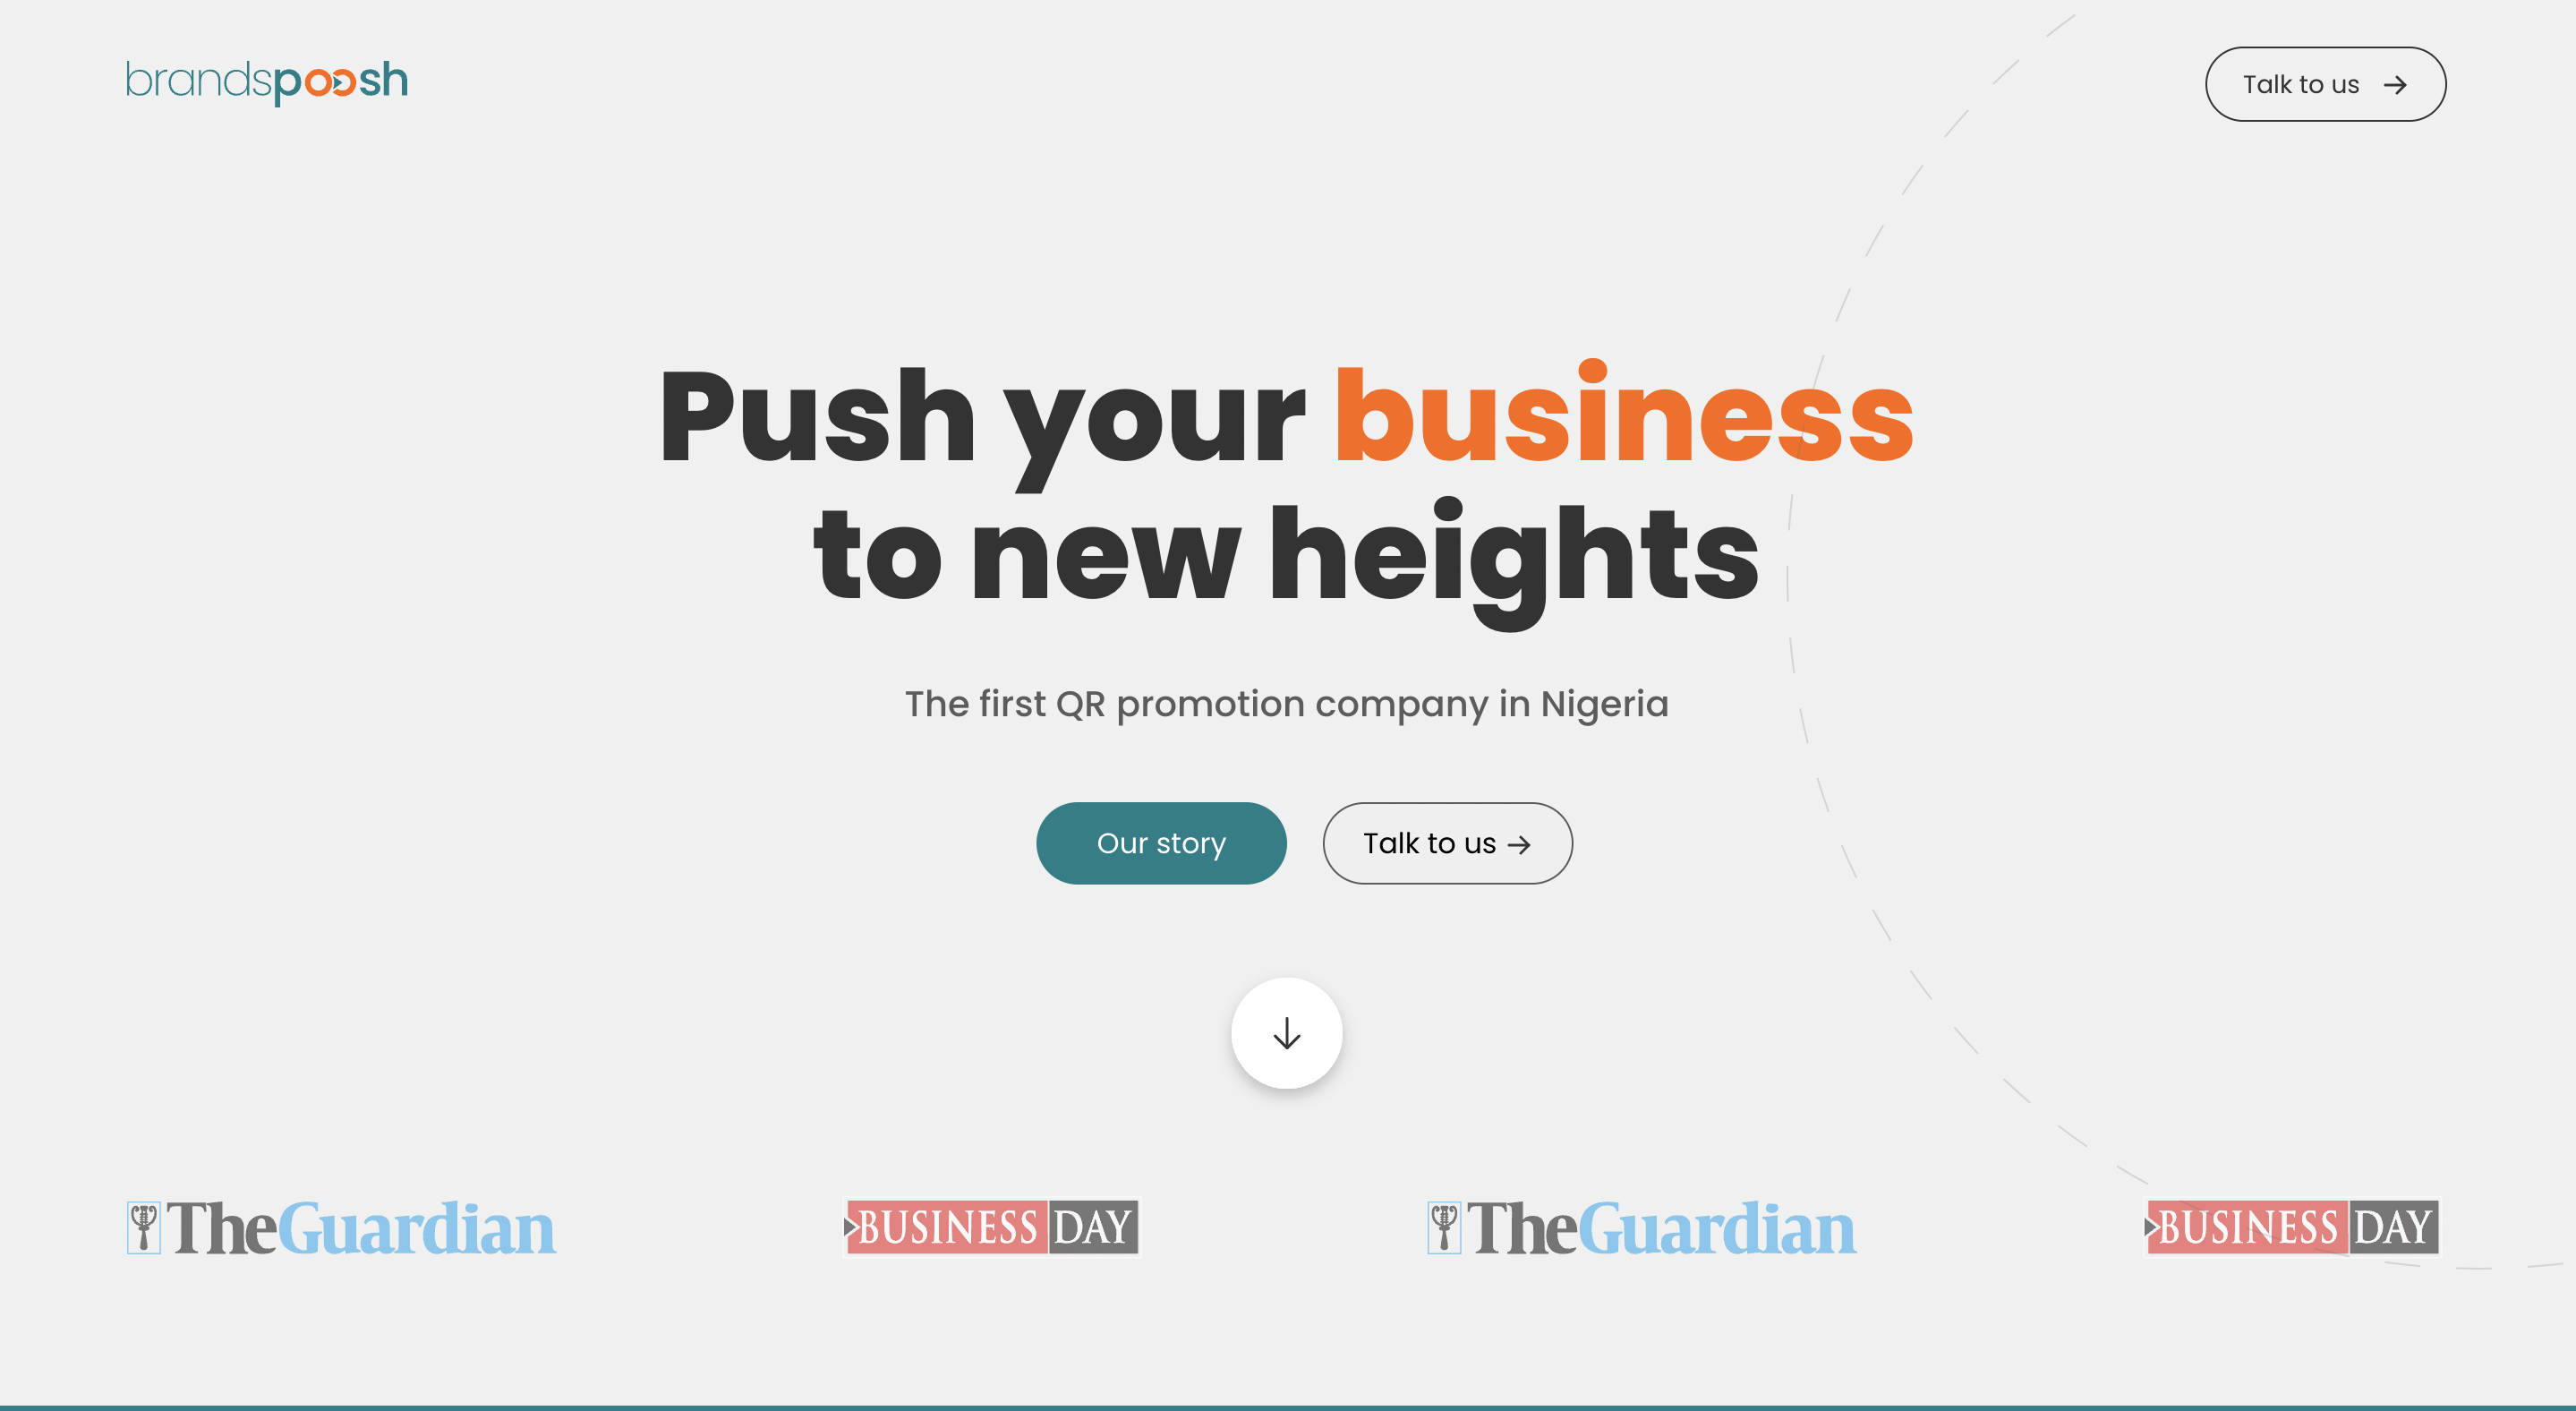 brandspoosh
Talk to us
Push your business
to new heights
The first QR promotion company in Nigeria
Our story
Talk to us
TheGuardian
BUSINESS DAY
TheGuardian
BUSINESS DAY